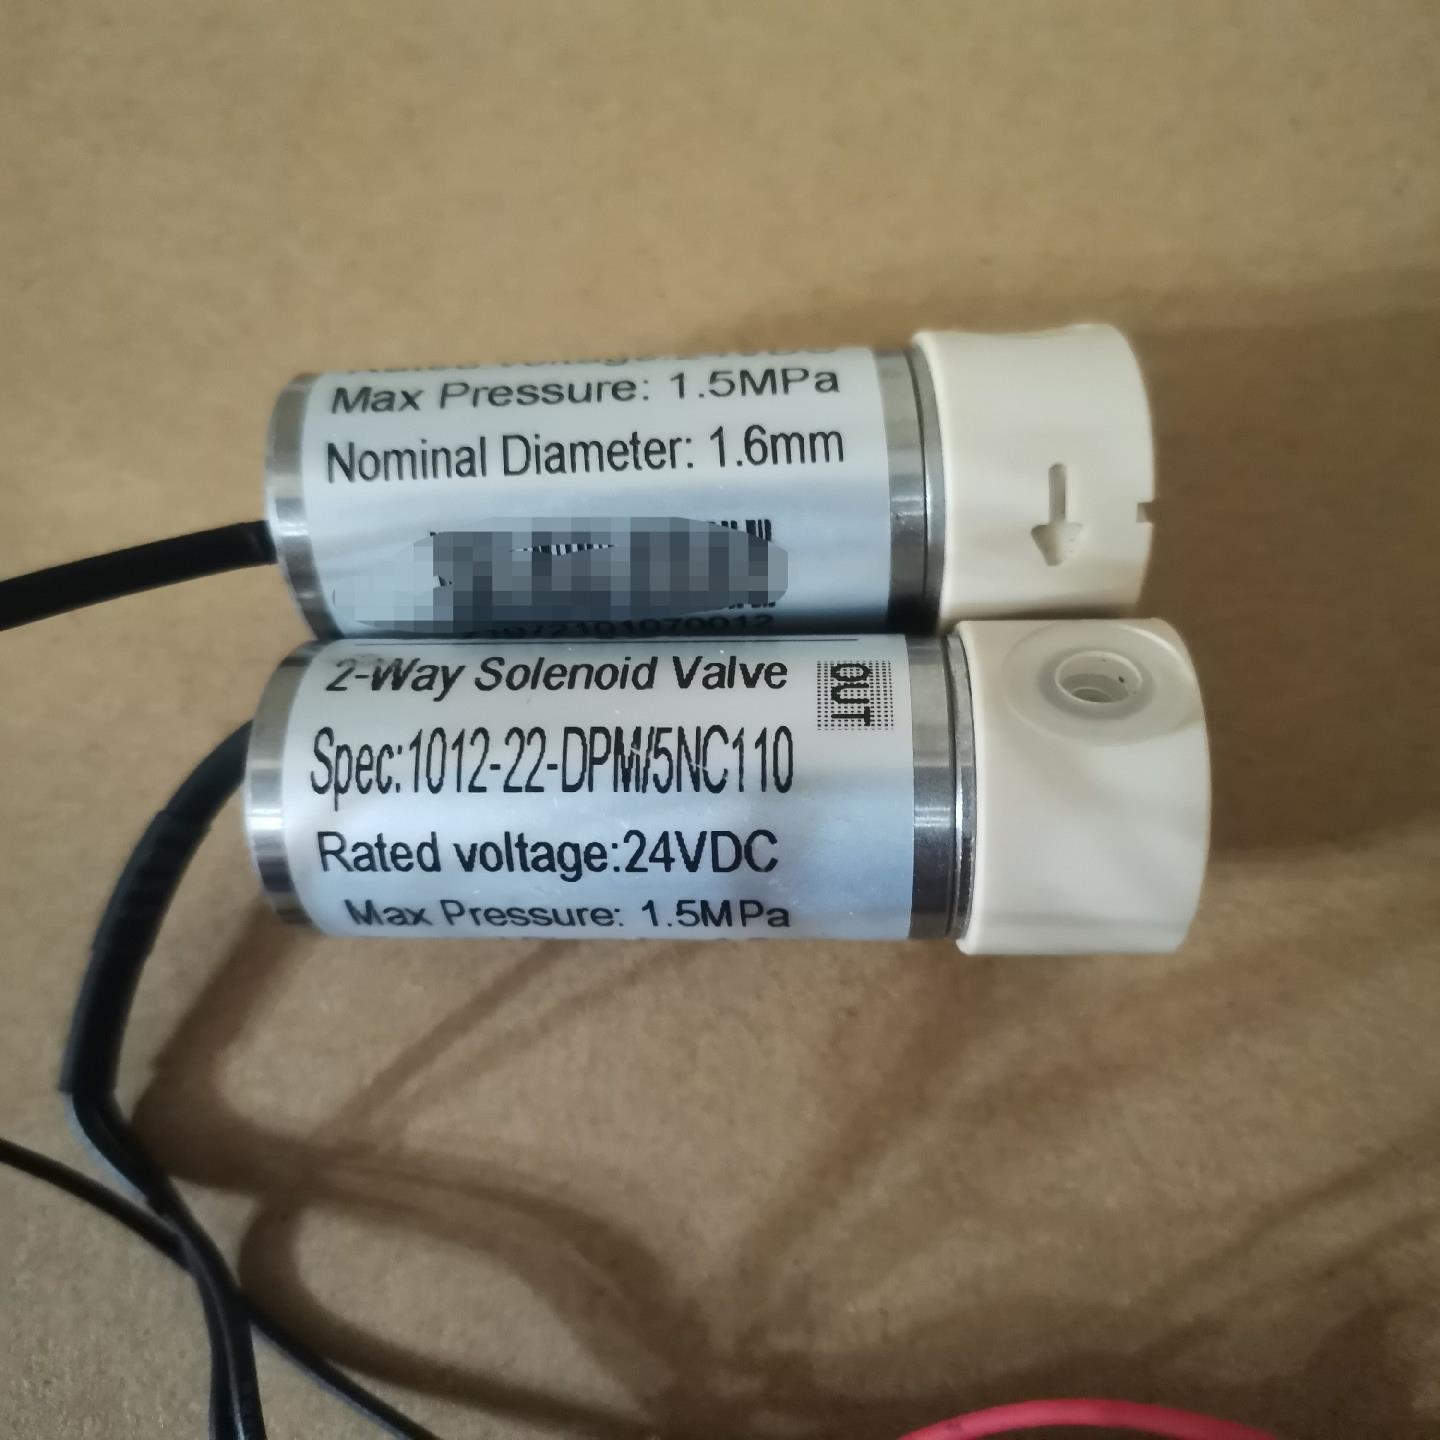 Max Pressure: 1.5MPa
Nominal Diameter: 1.6mm
2-Way Solenoid Valve
OUT
Spec:1012-22-DPM/5NC110
Rated voltage:24VDC
Max Pressure: 1.5MPa